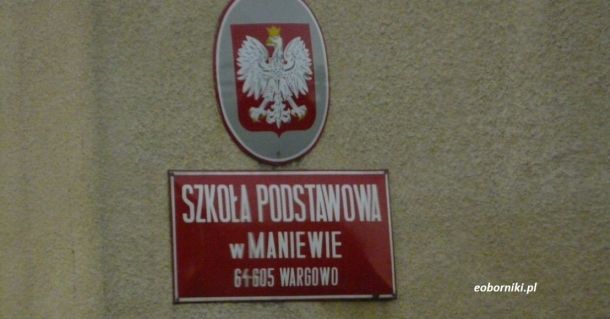 SZKOŁA PODSTAWOWA
w MANIEWIE
64-605 WARGOWO
eoborniki.pl